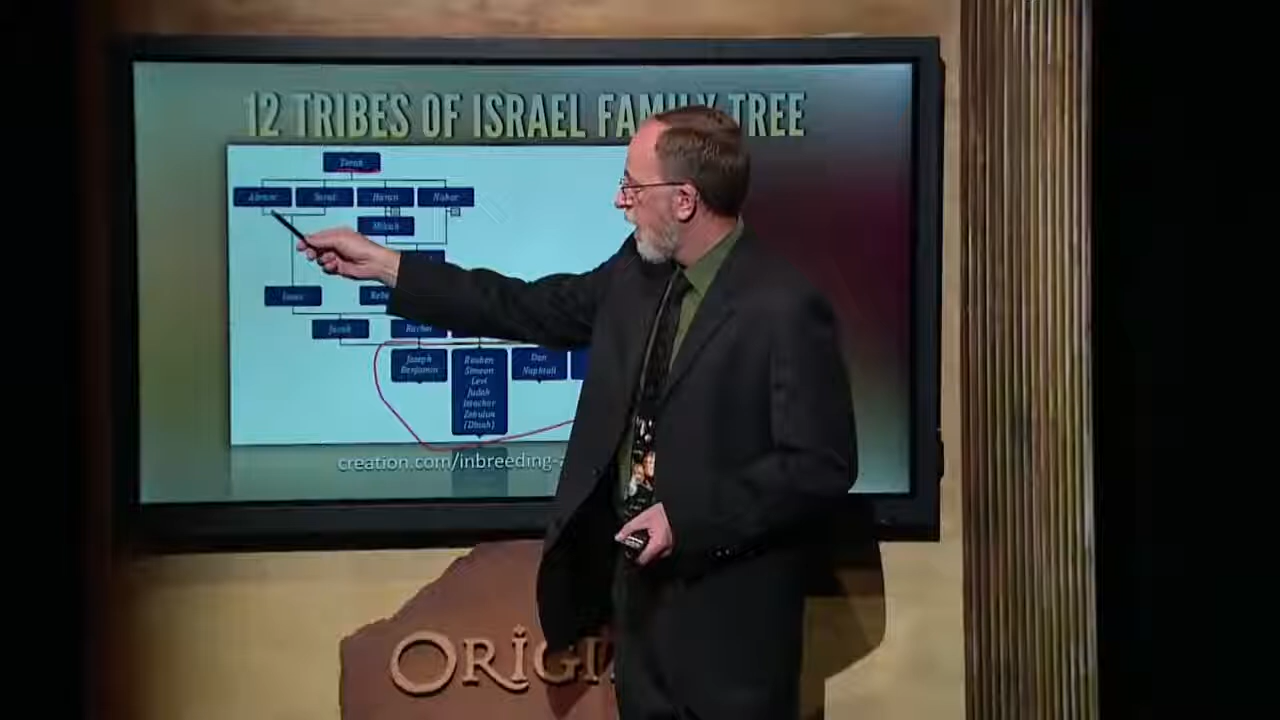 12 TRIBES OF ISRAEL FAMILY TREE
Terah
Abram Sarai Haran Nahor
Milcah
Isaac
Jacob Rachel
Joseph
Benjamin
Reuben
Simeon
Levi
Judah
Issachar
Zebulun
(Dinah)
Dan
Naphtali
creation.com/inbreeding-
ORIGI